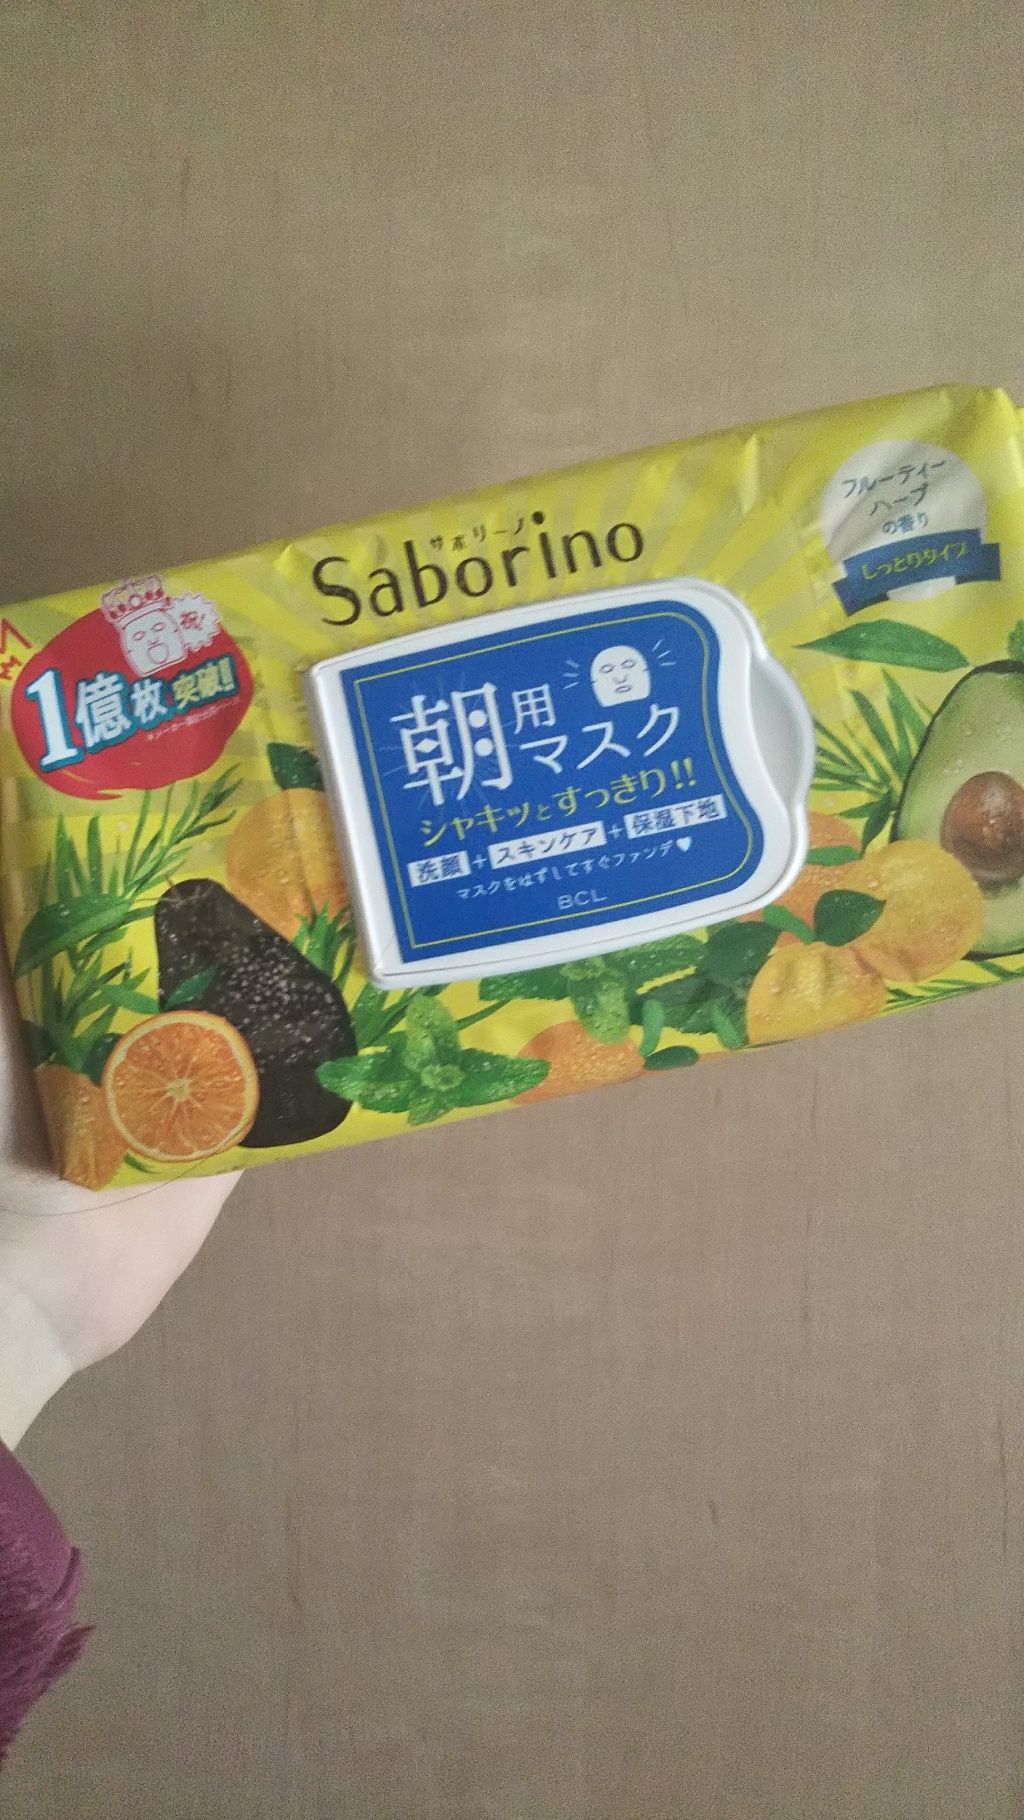 サボリーノ
Saborino
祝!
1億枚突破!!
フルーティー
ハーブ
の香り
しっとりタイプ
朝用
マスク
シャキッとすっきり!!
洗顔+スキンケア+保湿下地
マスクをはずしてすぐファンデ♥
BCL